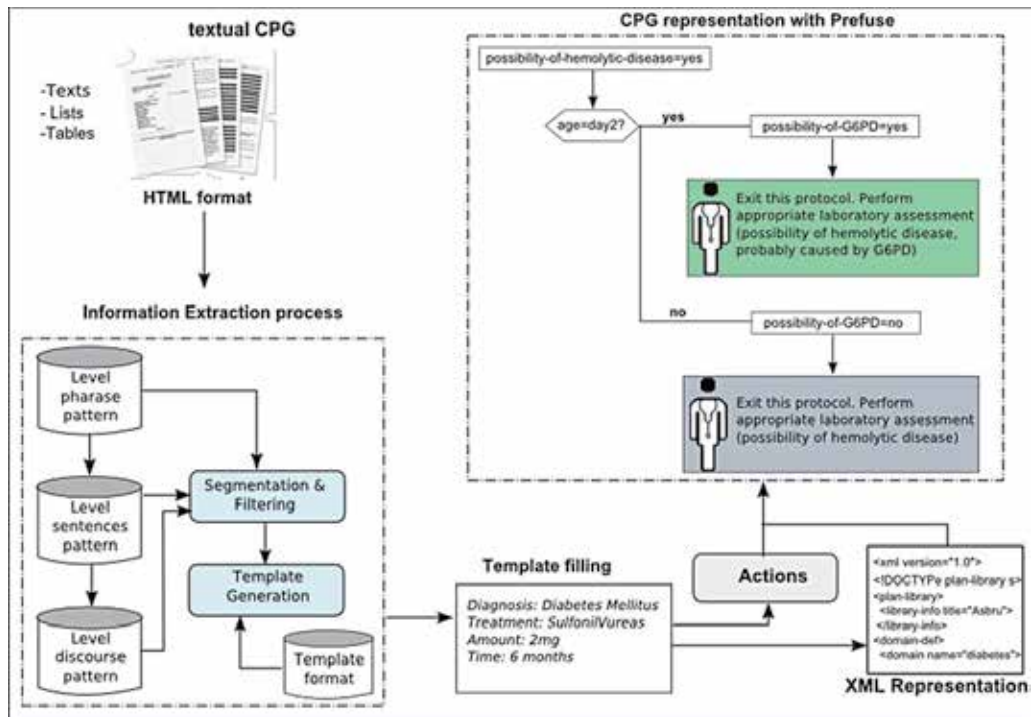 textual CPG
-Texts
- Lists
-Tables
HTML format
Information Extraction process
Level
pharase
pattern
Level
sentences
pattern
Level
discourse
pattern
Segmentation &
Filtering
Template
Generation
Template
format
Template filling
Diagnosis: Diabetes Mellitus
Treatment: SulfonilVureas
Amount: 2mg
Time: 6 months
Actions
<xml version="1.0">
<!DOCTYPe plan-library s>
<plan-library>
<library-info title="Asbru">
</library-info>
<domain-def>
<domain name="diabetes">
XML Representation
CPG representation with Prefuse
possibility-of-hemolytic-disease=yes
age=day2?
yes
possibility-of-G6PD=yes
Exit this protocol. Perform
appropriate laboratory assessment
(possibility of hemolytic disease,
probably caused by G6PD)
no
possibility-of-G6PD=no
Exit this protocol. Perform
appropriate laboratory assessment
(possibility of hemolytic disease)